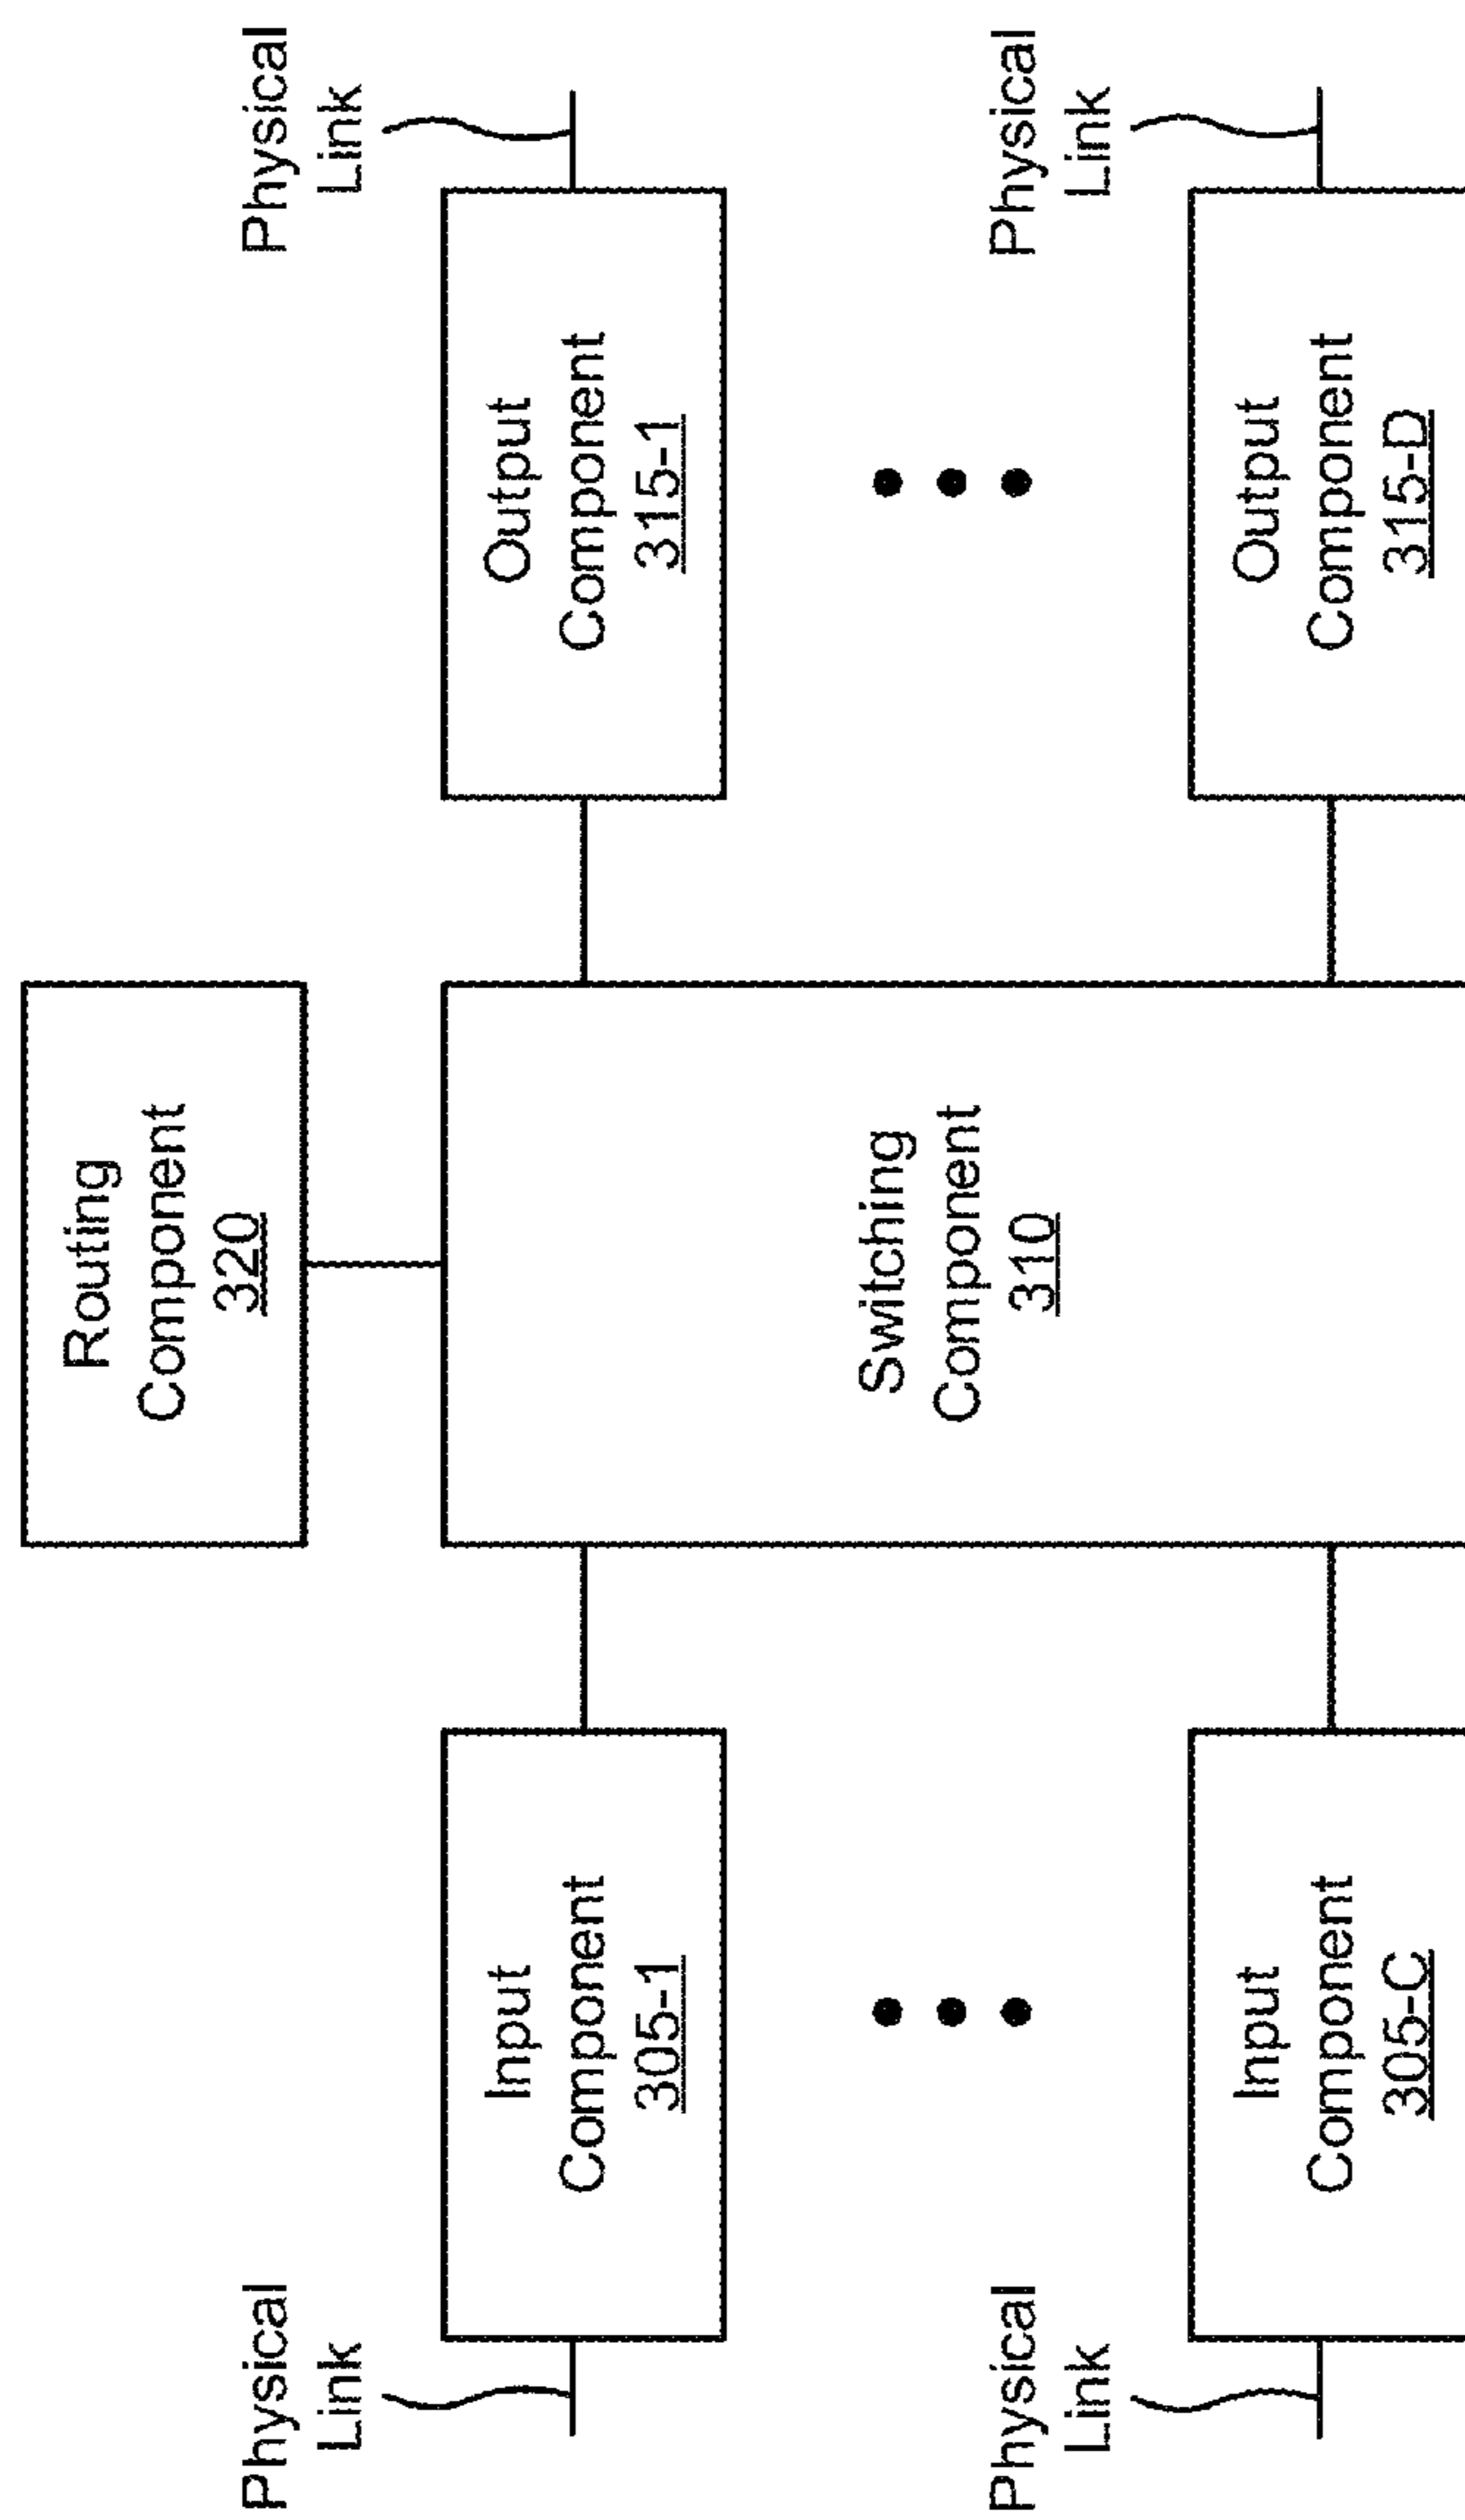 Routing
Component
320
Physical
Link
Input
Component
305-1
Switching
Component
310
Output
Component
315-1
Physical
Link
Physical
Link
Input
Component
305-C
Output
Component
315-D
Physical
Link